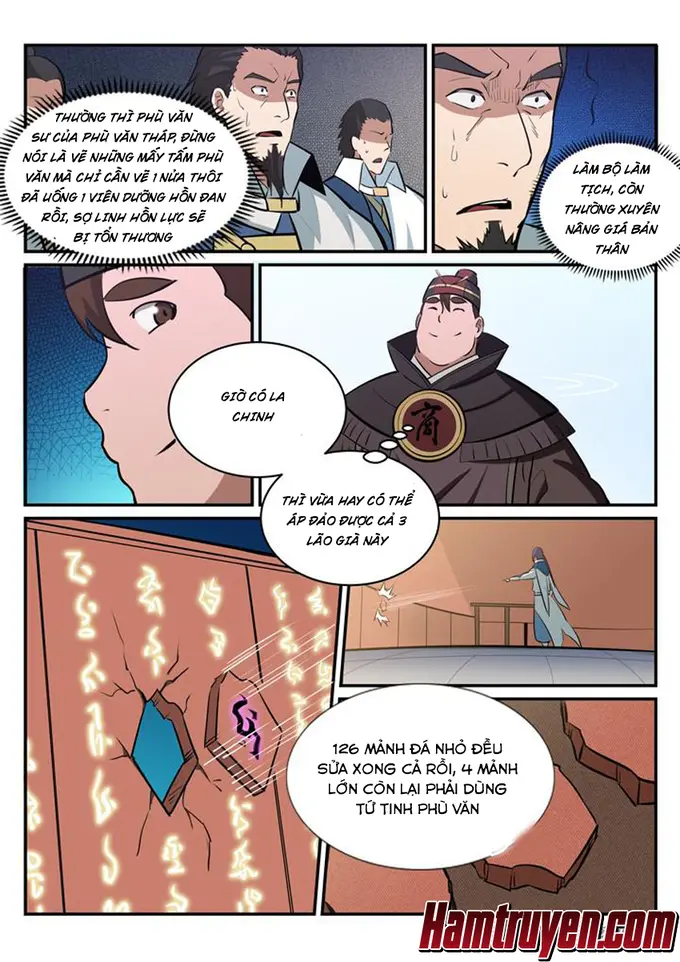 THƯỜNG THÌ PHÙ VĂN
SƯ CỦA PHÙ VĂN THÁP, ĐỪNG
NÓI LÀ VẼ NHỮNG MẤY TẤM PHÙ
VĂN MÀ CHỈ CẦN VẼ 1 NỬA THÔI
ĐÃ UỐNG 1 VIÊN DƯỠNG HỒN ĐAN
RỒI, SỢ LINH HỒN LỰC SẼ
BỊ TỔN THƯƠNG
LÀM BỘ LÀM
TỊCH, CÒN
THƯỜNG XUYÊN
NÂNG GIÁ BẢN
THÂN
GIỜ CÓ LA
CHINH
商
THÌ VỪA HAY CÓ THỂ
ÁP ĐẢO ĐƯỢC CẢ 3
LÃO GIÀ NÀY
126 MẢNH ĐÁ NHỎ ĐỀU
SỬA XONG CẢ RỒI, 4 MẢNH
LỚN CÒN LẠI PHẢI DÙNG
TỨ TINH PHÙ VĂN
Hamtruyen.com